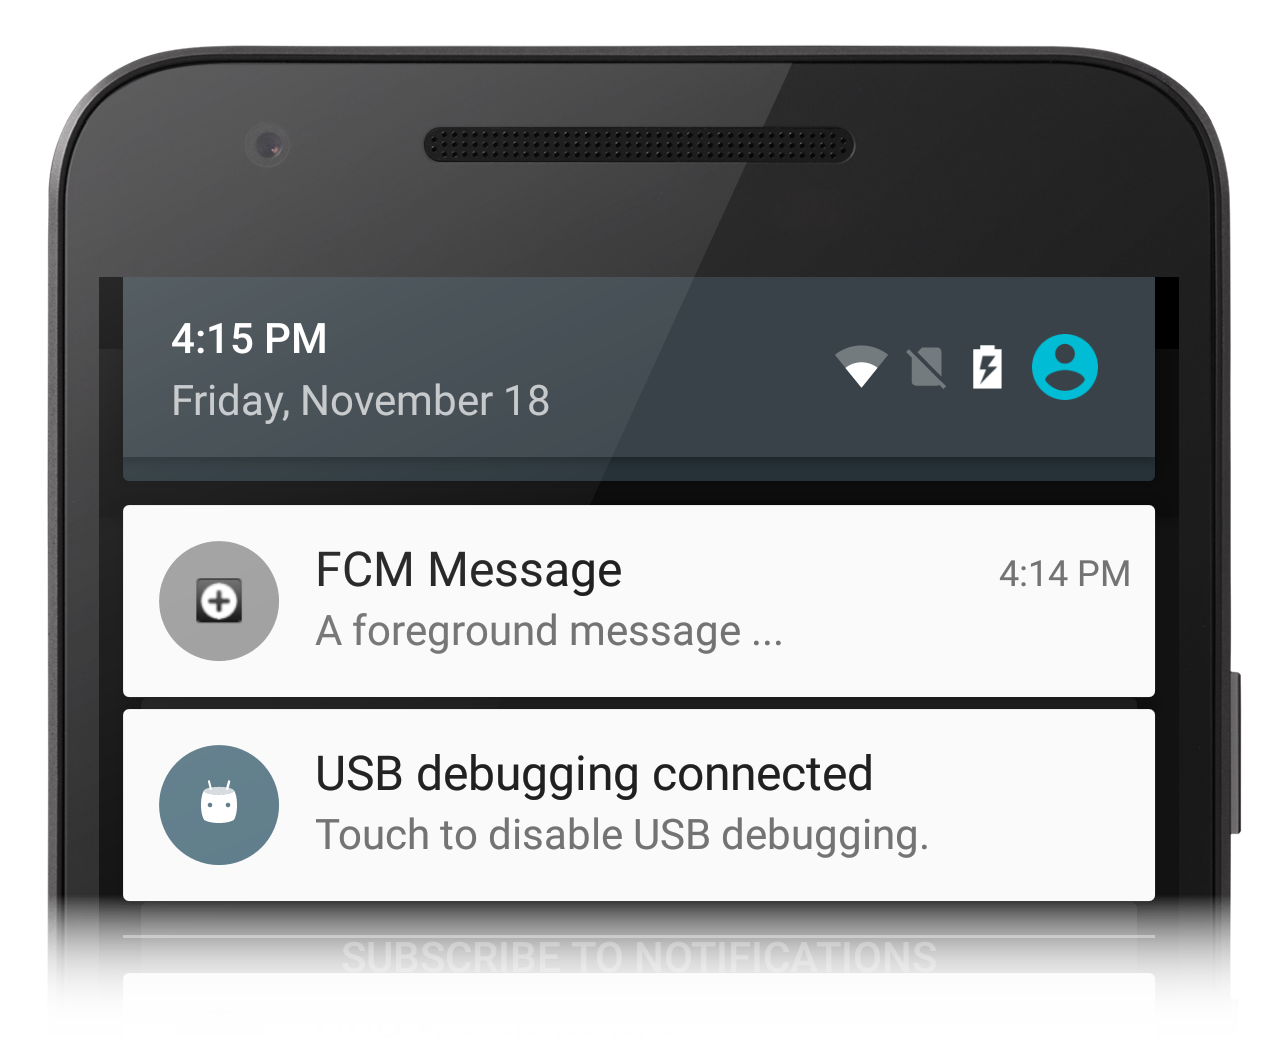 4:15 PM
Friday, November 18
FCM Message
4:14 PM
A foreground message ...
USB debugging connected
Touch to disable USB debugging.
SUBSCRIBE TO NOTIFICATIONS